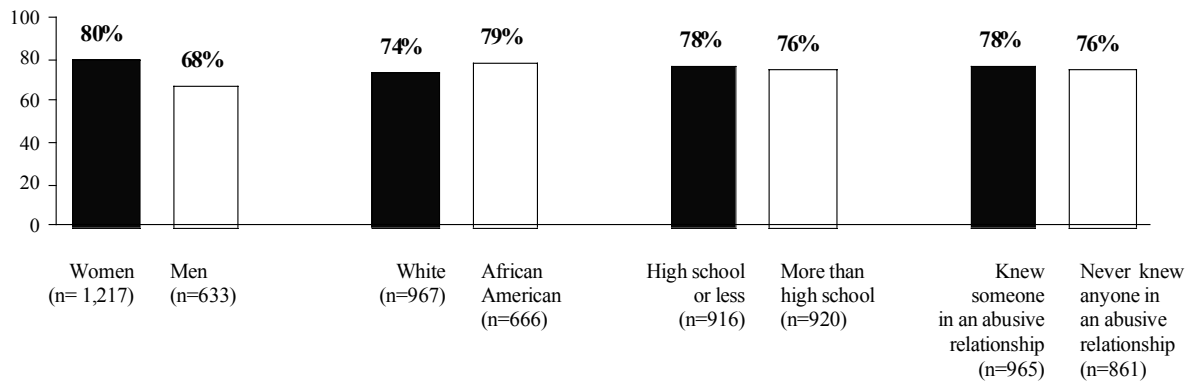 100
80
60
40
20
0
80%
68%
74%
79%
78%
76%
78%
76%
Women
(n= 1,217)
Men
(n=633)
White
(n=967)
African
American
(n=666)
High school
or less
(n=916)
More than
high school
(n=920)
Knew
someone
in an abusive
relationship
(n=965)
Never knew
anyone in
an abusive
relationship
(n=861)